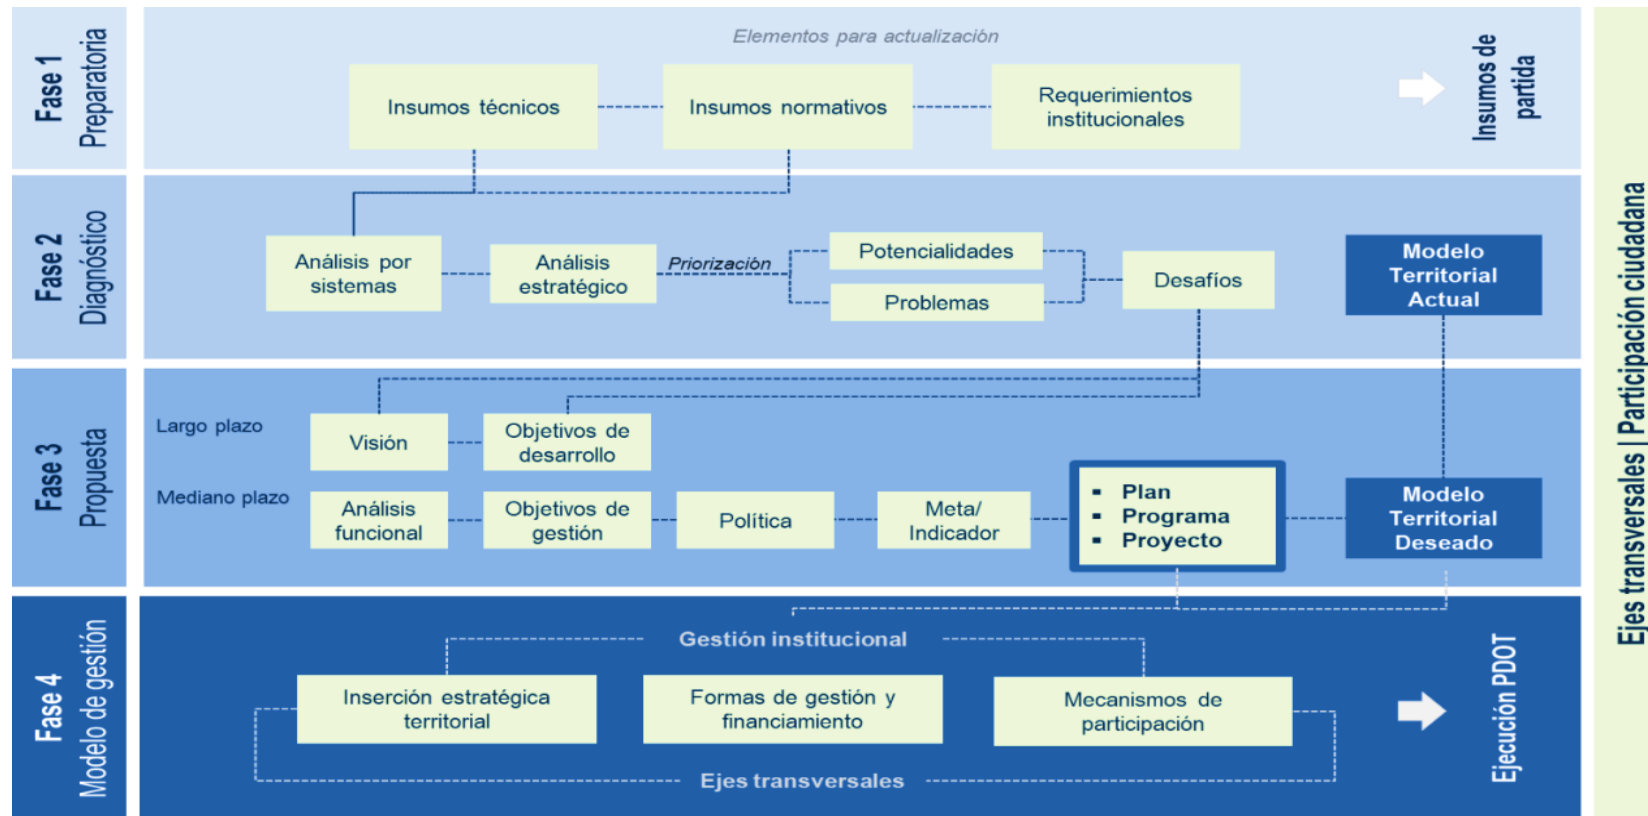 Fase 1
Preparatoria
Elementos para actualización
Insumos técnicos
Insumos normativos
Requerimientos
institucionales
Insumos de
partida
Fase 2
Diagnóstico
Análisis por
sistemas
Análisis
estratégico
Priorización
Potencialidades
Problemas
Desafíos
Modelo
Territorial
Actual
Fase 3
Propuesta
Largo plazo
Visión
Objetivos de
desarrollo
Mediano plazo
Análisis
funcional
Objetivos de
gestión
Política
Meta/
Indicador
▪ Plan
▪ Programa
▪ Proyecto
Modelo
Territorial
Deseado
Fase 4
Modelo de gestión
Gestión institucional
Inserción estratégica
territorial
Formas de gestión y
financiamiento
Mecanismos de
participación
Ejes transversales
Ejecución PDOT
Ejes transversales | Participación ciudadana